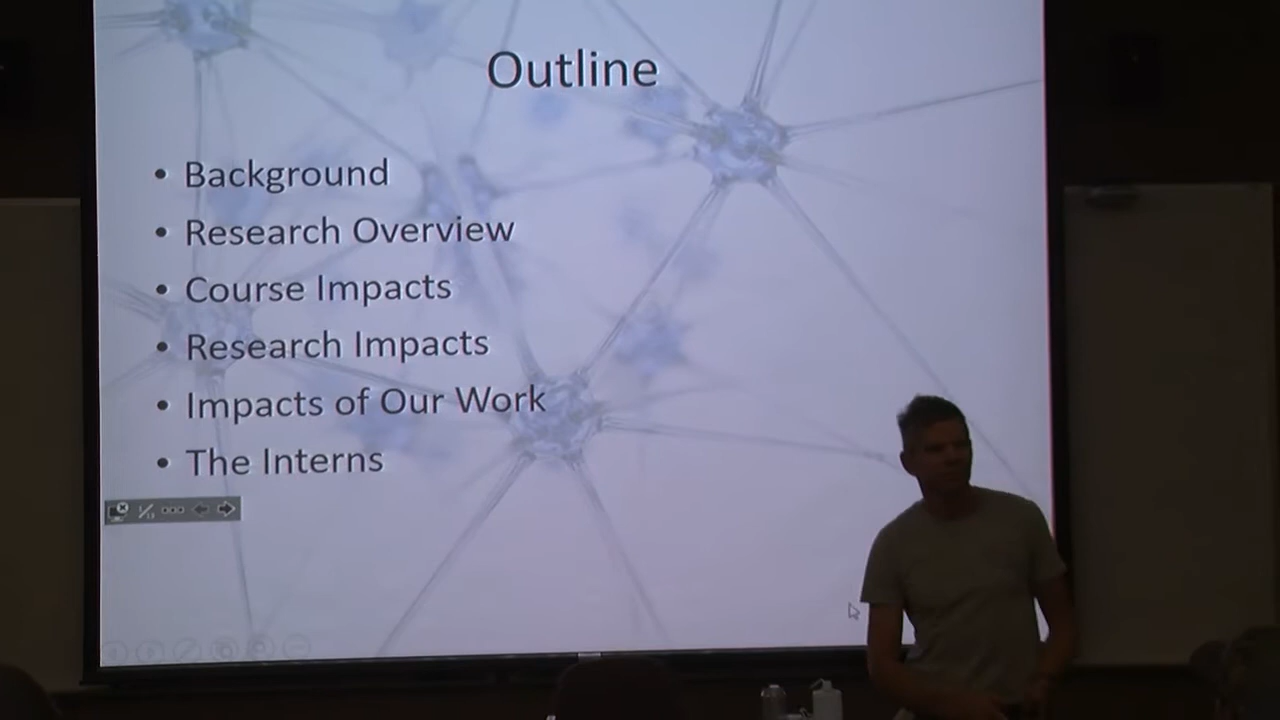 Outline
• Background
• Research Overview
• Course Impacts
• Research Impacts
• Impacts of Our Work
• The Interns